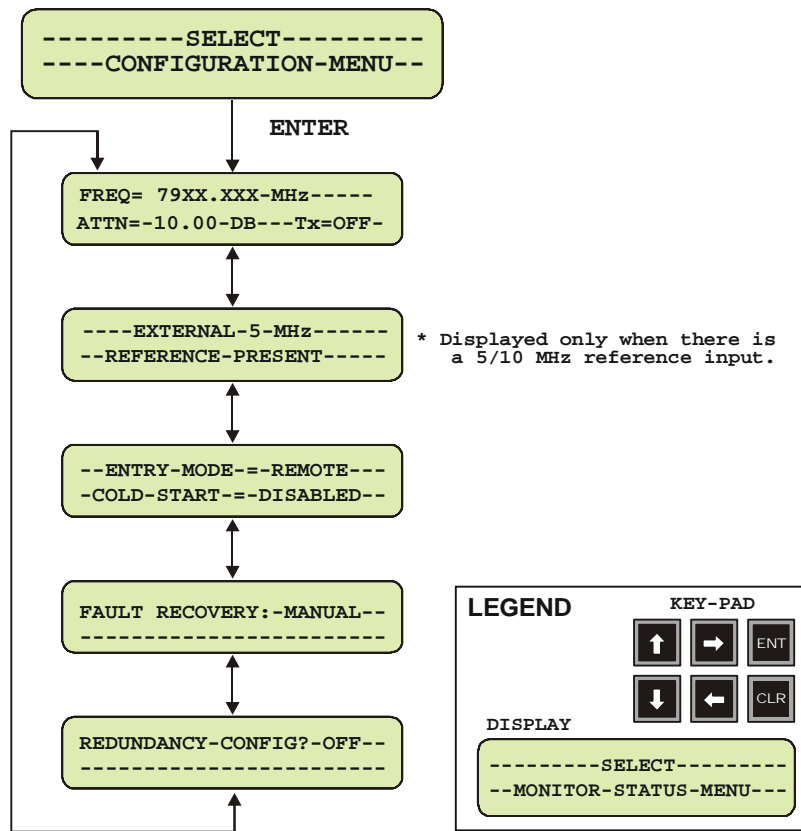 ---------SELECT---------
----CONFIGURATION-MENU--
ENTER
FREQ= 79XX.XXX-MHz-----
ATTN=-10.00-DB---Tx=OFF-
----EXTERNAL-5-MHz------
--REFERENCE-PRESENT-----
* Displayed only when there is
a 5/10 MHz reference input.
--ENTRY-MODE-=-REMOTE---
-COLD-START-=-DISABLED--
FAULT RECOVERY:-MANUAL--
------------------------
REDUNDANCY-CONFIG?-OFF--
------------------------
LEGEND
KEY-PAD
ENT
CLR
DISPLAY
---------SELECT---------
--MONITOR-STATUS-MENU---